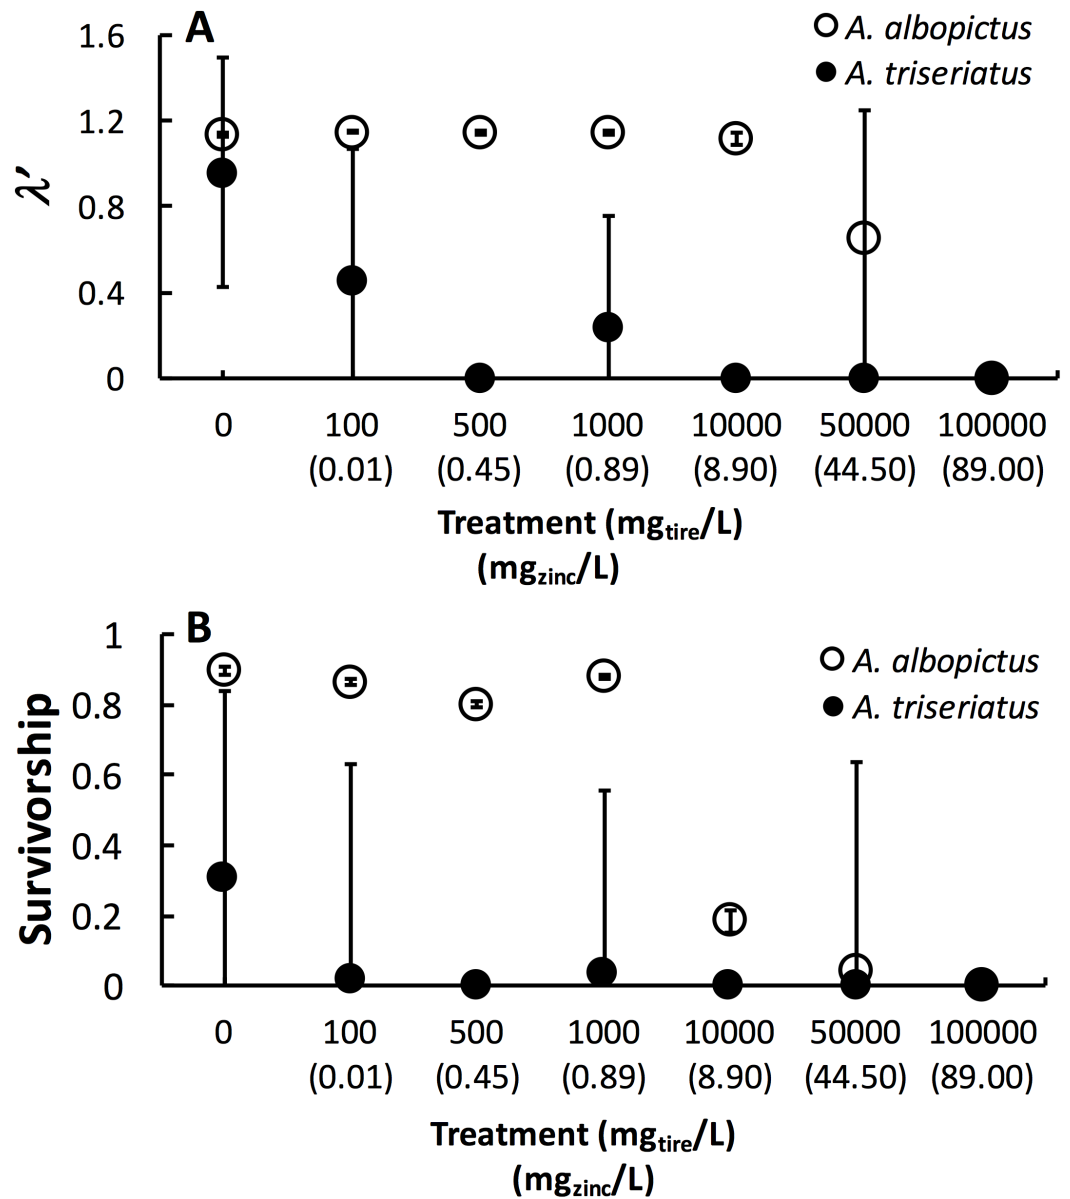 A
A. albopictus
A. triseriatus
1.6
1.2
0.8
0.4
0
λ′
0 100 500 1000 10000 50000 100000
(0.01) (0.45) (0.89) (8.90) (44.50) (89.00)
Treatment (mgtire/L)
(mgzinc/L)
B
A. albopictus
A. triseriatus
1
0.8
0.6
0.4
0.2
0
Survivorship
0 100 500 1000 10000 50000 100000
(0.01) (0.45) (0.89) (8.90) (44.50) (89.00)
Treatment (mgtire/L)
(mgzinc/L)